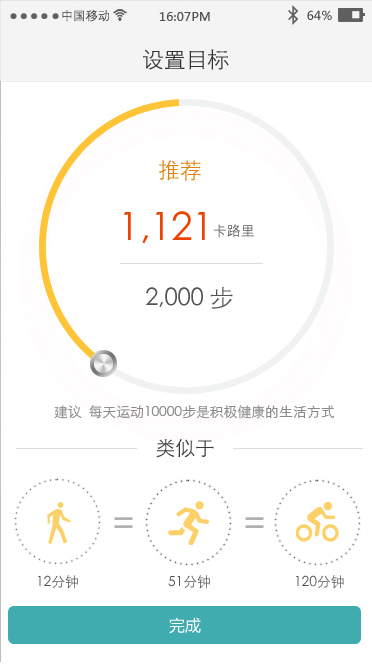 中国移动 16:07PM 64%
设置目标
推荐
1,121卡路里
2,000 步
建议 每天运动10000步是积极健康的生活方式
类似于
= =
12分钟 51分钟 120分钟
完成